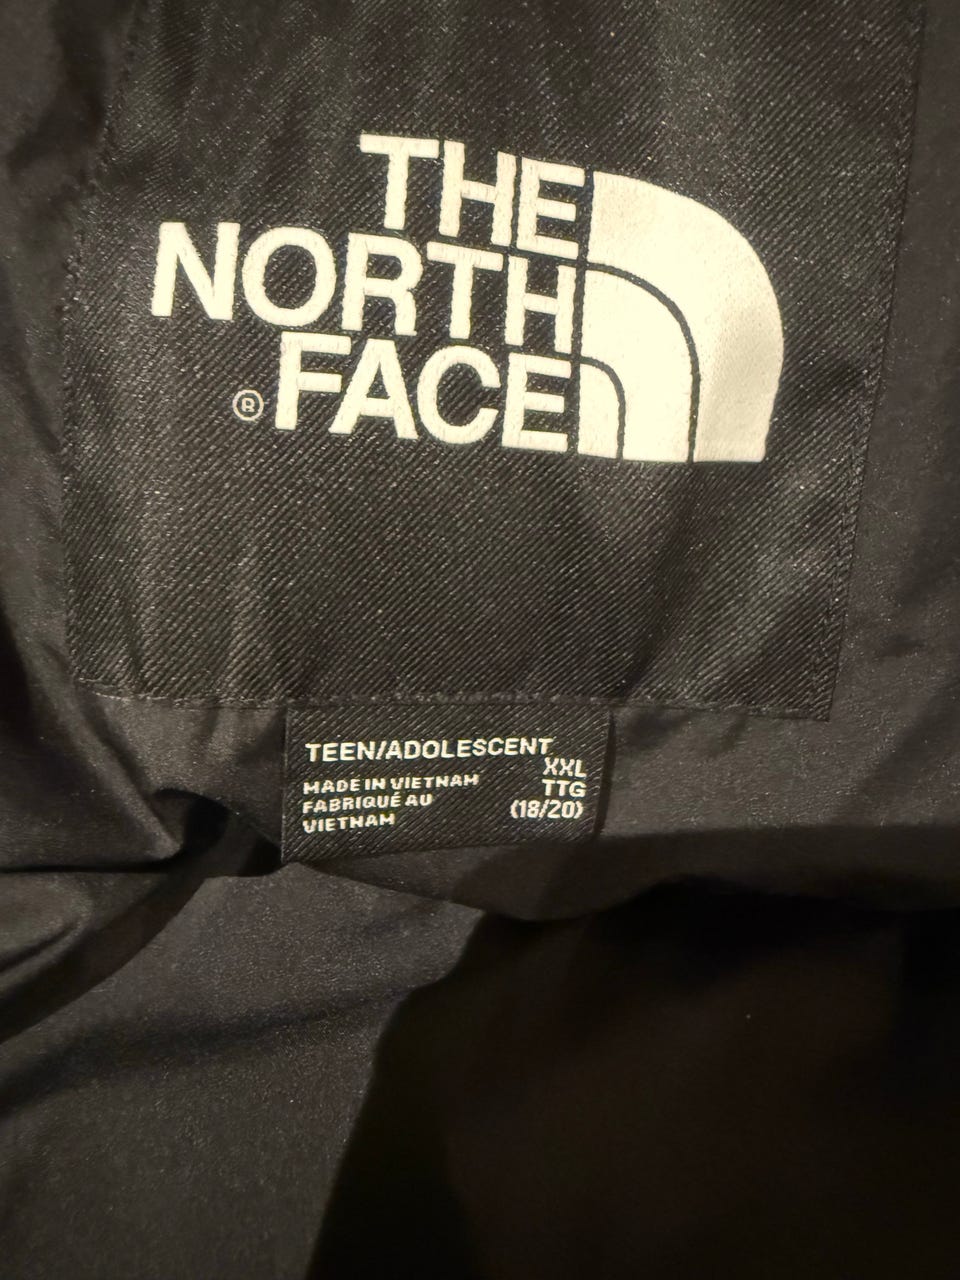 THE
NORTH
FACE
®
TEEN/ADOLESCENT
XXL
MADE IN VIETNAM
TTG
FABRIQUÉ AU
(18/20)
VIETNAM